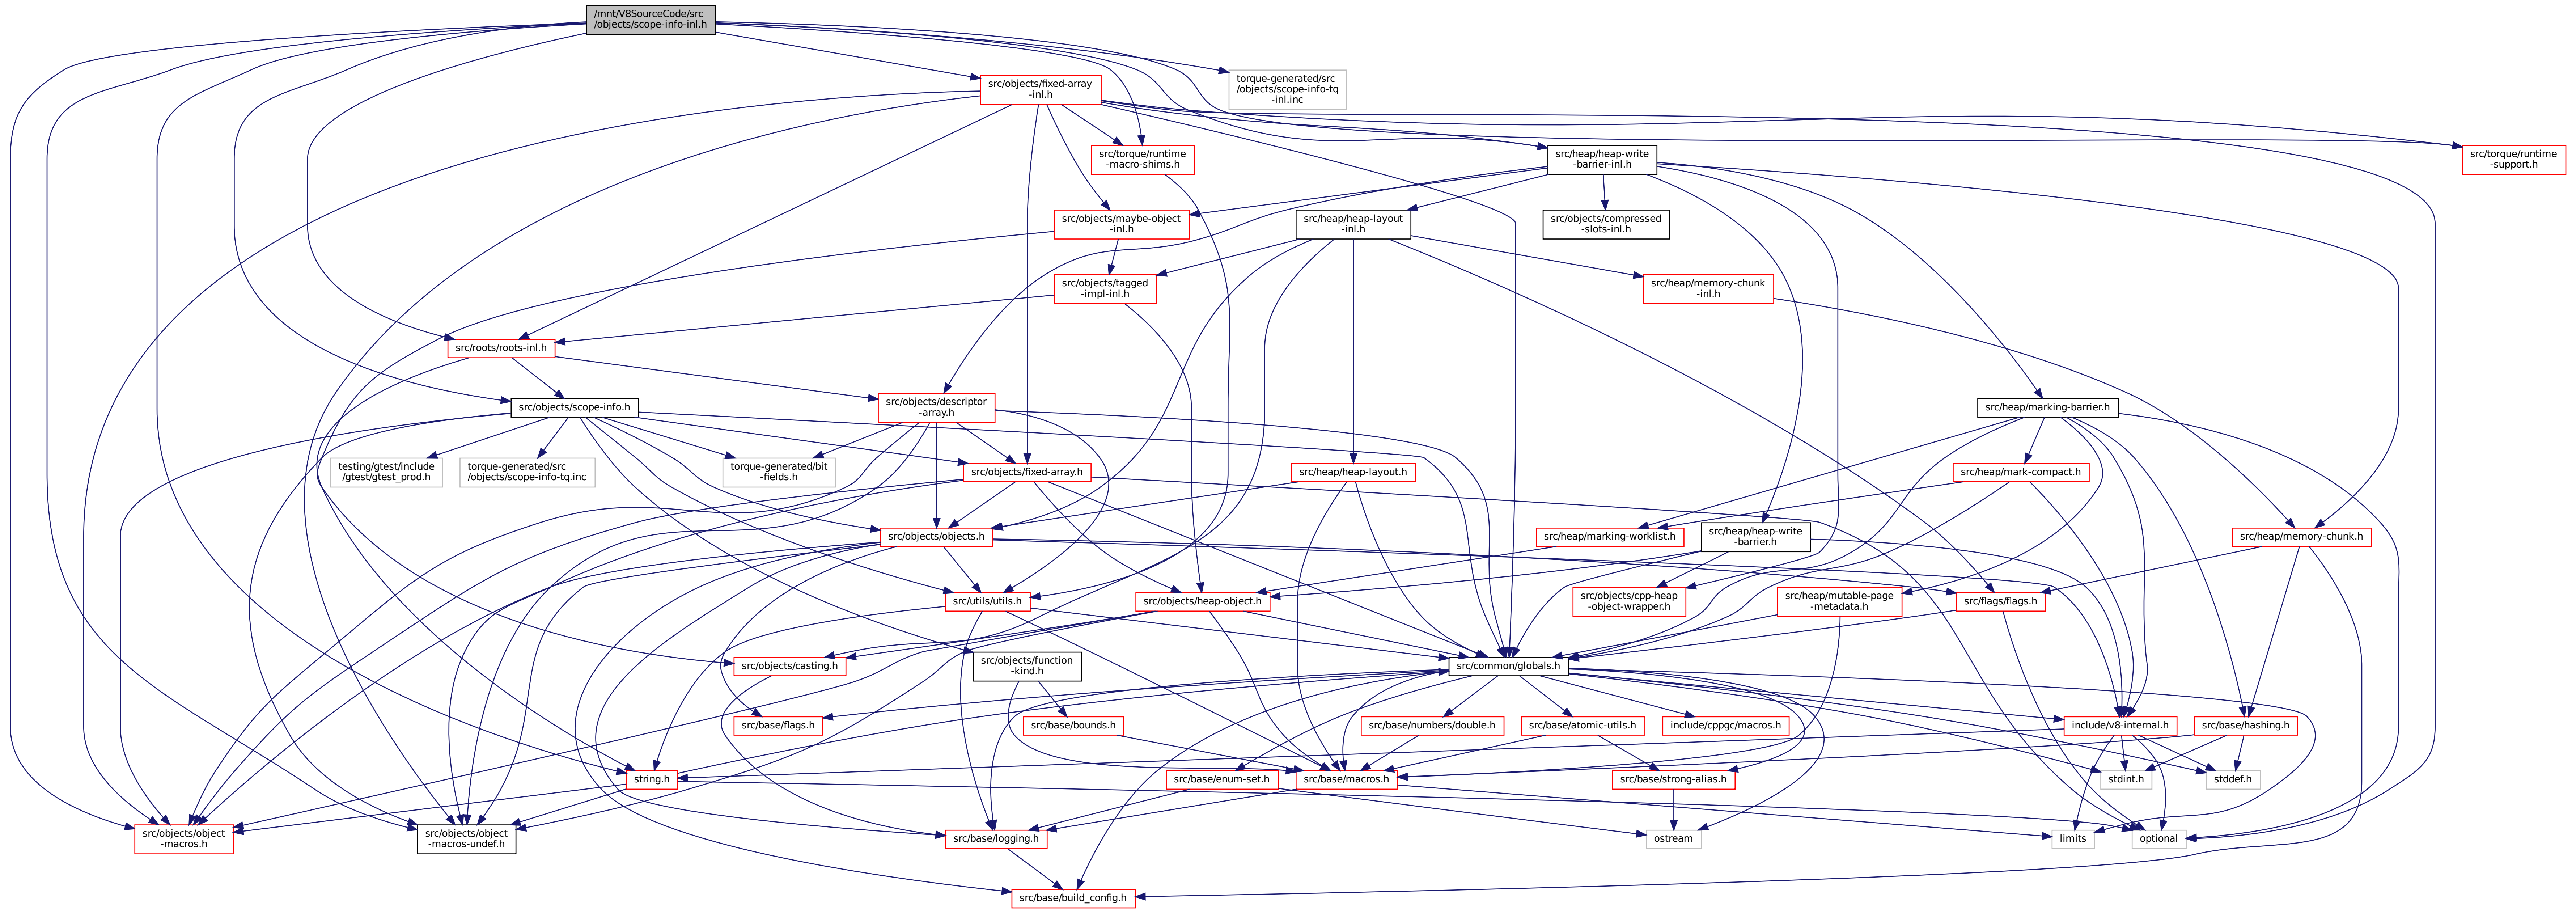 /mnt/V8SourceCode/src
/objects/scope-info-inl.h
src/objects/fixed-array
-inl.h
torque-generated/src
/objects/scope-info-tq
-inl.inc
src/torque/runtime
-macro-shims.h
src/heap/heap-write
-barrier-inl.h
src/torque/runtime
-support.h
src/objects/maybe-object
-inl.h
src/heap/heap-layout
-inl.h
src/objects/compressed
-slots-inl.h
src/objects/tagged
-impl-inl.h
src/heap/memory-chunk
-inl.h
src/roots/roots-inl.h
src/objects/scope-info.h
src/objects/descriptor
-array.h
src/heap/marking-barrier.h
testing/gtest/include
/gtest/gtest_prod.h
torque-generated/src
/objects/scope-info-tq.inc
torque-generated/bit
-fields.h
src/objects/fixed-array.h
src/heap/heap-layout.h
src/heap/mark-compact.h
src/objects/objects.h
src/heap/marking-worklist.h
src/heap/heap-write
-barrier.h
src/heap/memory-chunk.h
src/utils/utils.h
src/objects/heap-object.h
src/objects/cpp-heap
-object-wrapper.h
src/heap/mutable-page
-metadata.h
src/flags/flags.h
src/objects/casting.h
src/objects/function
-kind.h
src/common/globals.h
src/base/flags.h
src/base/bounds.h
src/base/numbers/double.h
src/base/atomic-utils.h
include/cppgc/macros.h
include/v8-internal.h
src/base/hashing.h
string.h
src/base/enum-set.h
src/base/macros.h
src/base/strong-alias.h
stdint.h
stddef.h
src/objects/object
-macros.h
src/objects/object
-macros-undef.h
src/base/logging.h
ostream
limits
optional
src/base/build_config.h